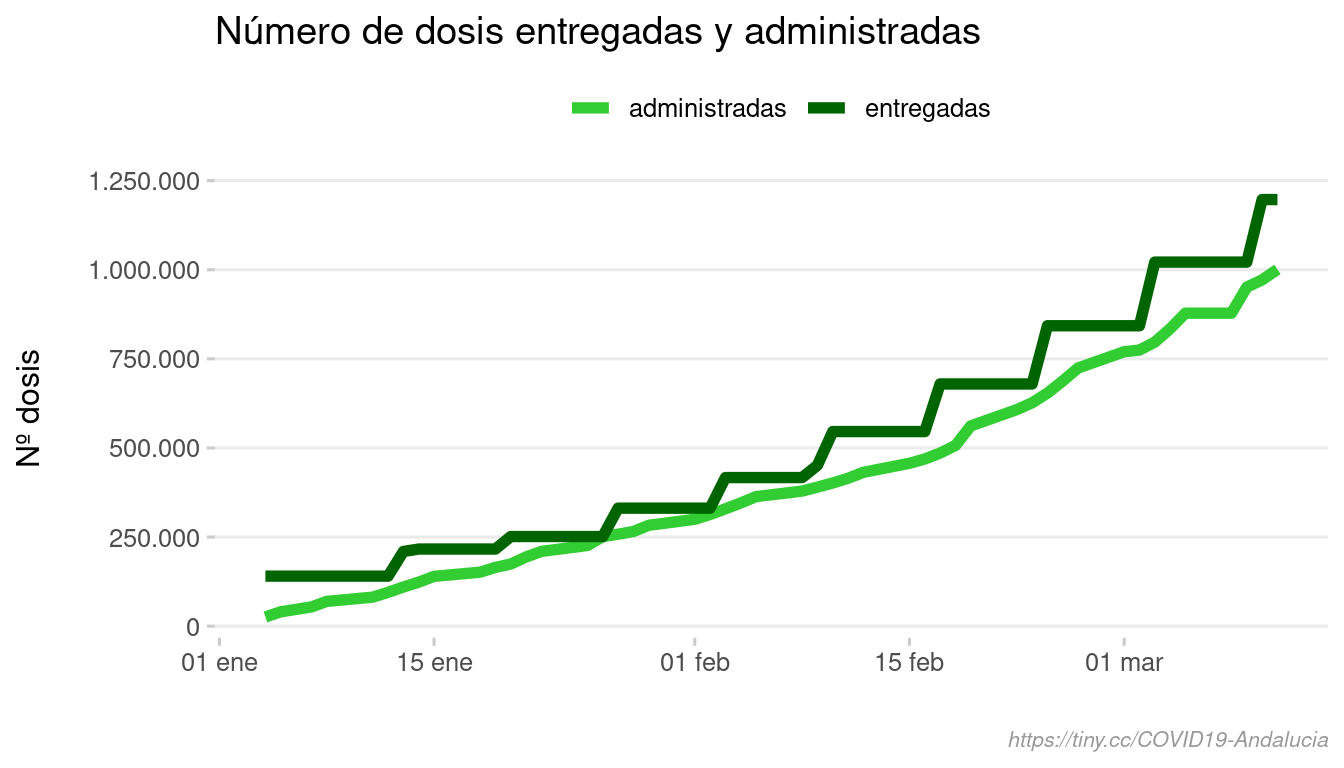 Número de dosis entregadas y administradas
administradas entregadas
Nº dosis
1.250.000
1.000.000
750.000
500.000
250.000
0
01 ene 15 ene 01 feb 15 feb 01 mar
https://tiny.cc/COVID19-Andalucia